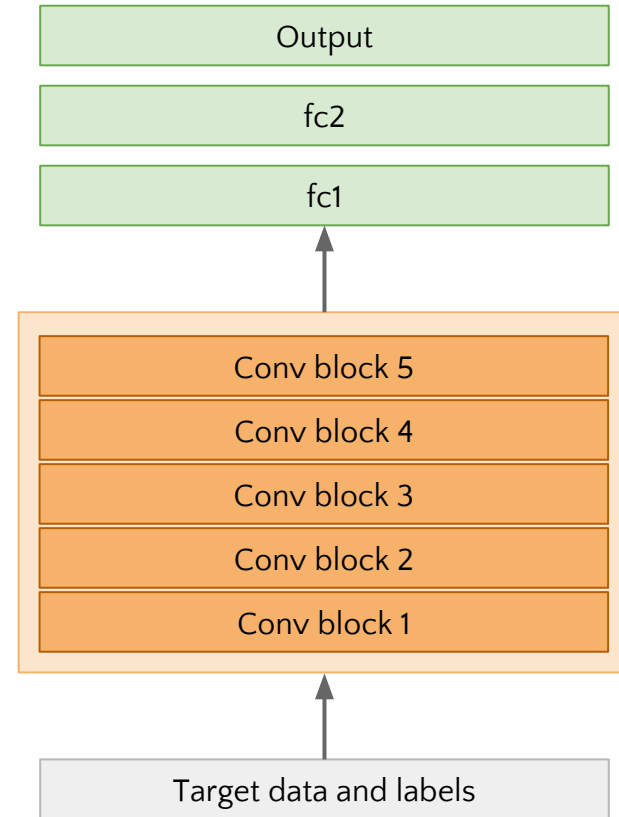 Output
fc2
fc1
Conv block 5
Conv block 4
Conv block 3
Conv block 2
Conv block 1
Target data and labels